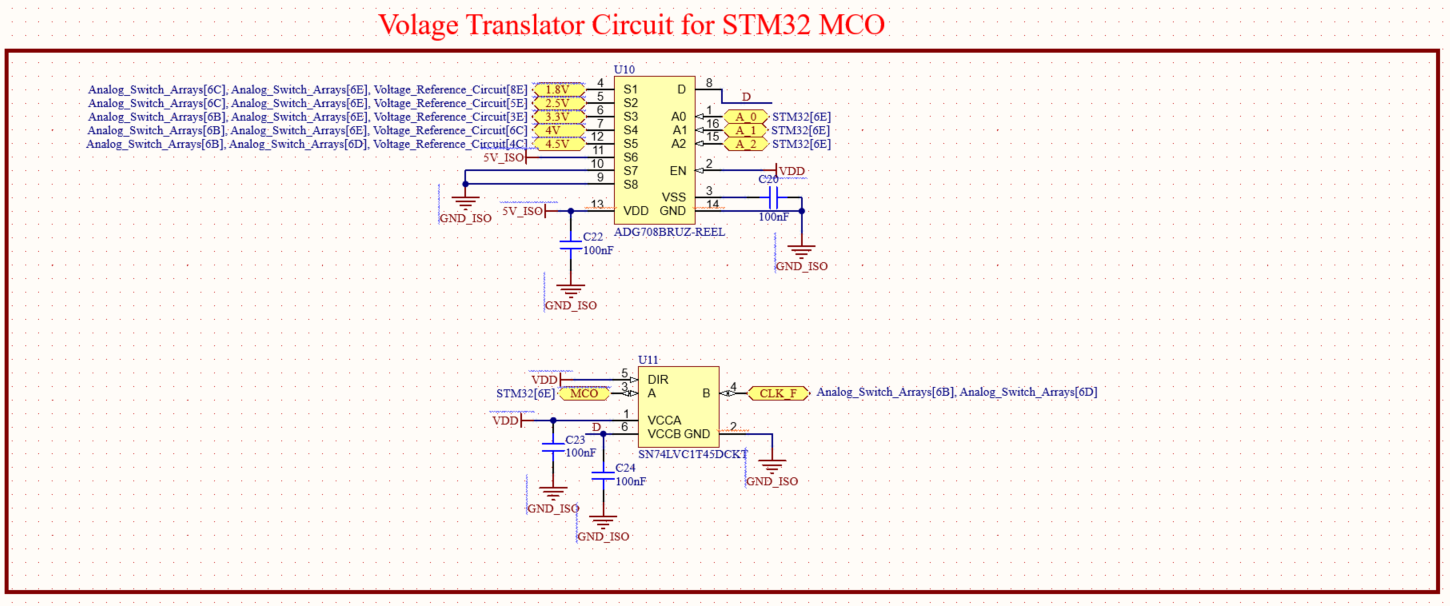 Volage Translator Circuit for STM32 MCO
U10
Analog_Switch_Arrays[6C], Analog_Switch_Arrays[6E], Voltage_Reference_Circuit[8E] 1.8V 4 S1 D 8
D
Analog_Switch_Arrays[6C], Analog_Switch_Arrays[6E], Voltage_Reference_Circuit[5E] 2.5V 5 S2
Analog_Switch_Arrays[6B], Analog_Switch_Arrays[6E], Voltage_Reference_Circuit[3E] 3.3V 6 S3 A0 1 A_0 STM32[6E]
Analog_Switch_Arrays[6B], Analog_Switch_Arrays[6E], Voltage_Reference_Circuit[6C] 4V 7 S4 A1 16 A_1 STM32[6E]
Analog_Switch_Arrays[6B], Analog_Switch_Arrays[6D], Voltage_Reference_Circuit[4C] 4.5V 12 S5 A2 15 A_2 STM32[6E]
5V_ISO 11 S6
10 S7 EN 2 VDD
9 S8
C20
VSS 3
100nF
GND_ISO
5V_ISO 13 VDD GND 14
ADG708BRUZ-REEL
C22
100nF
GND_ISO
GND_ISO
U11
VDD 5 DIR
STM32[6E] MCO 3 A B 4 CLK_F Analog_Switch_Arrays[6B], Analog_Switch_Arrays[6D]
VDD 1 VCCA
D 6 VCCB GND 2
SN74LVC1T45DCKT
C23
100nF
C24
100nF
GND_ISO
GND_ISO
GND_ISO